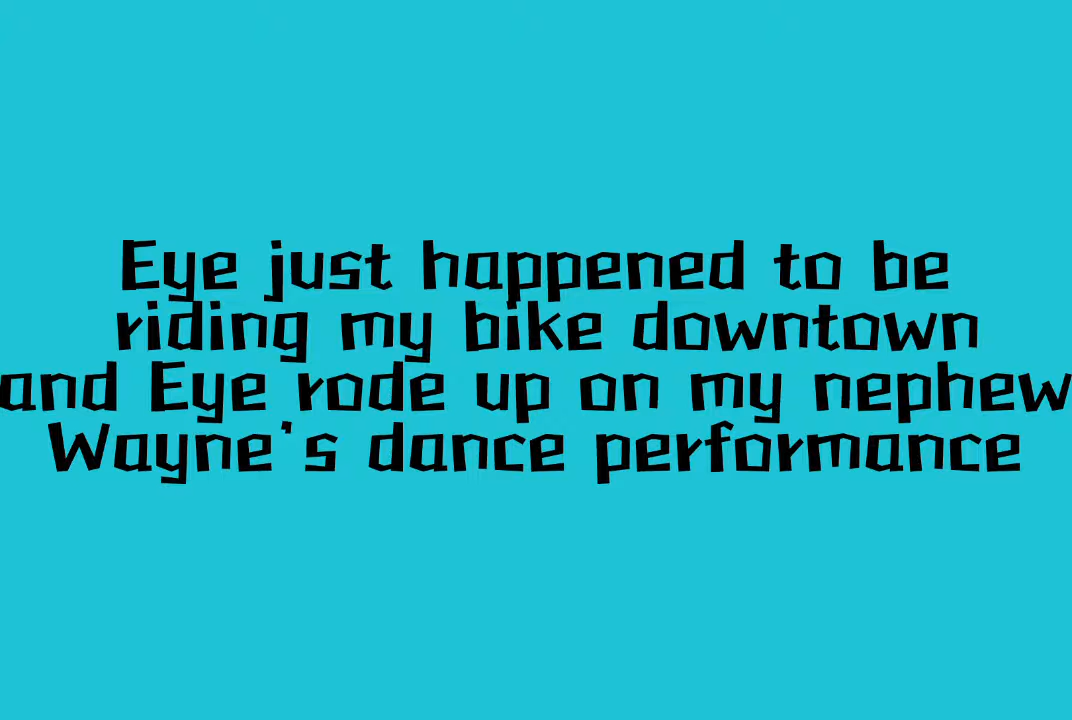 Eye just happened to be
riding my bike downtown
and Eye rode up on my nephew
Wayne's dance performance